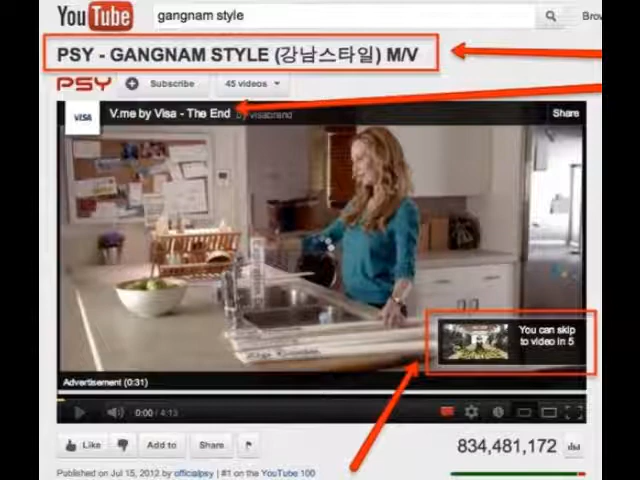 YouTube
gangnam style
PSY - GANGNAM STYLE (강남스타일) M/V
PSY
Subscribe
45 videos
VISA
V.me by Visa - The End by visabrand
Share
You can skip
to video in 5
Advertisement (0:31)
0:00 / 4:13
Like
Add to
Share
834,481,172
Published on Jul 15, 2012 by officialpsy | #1 on the YouTube 100